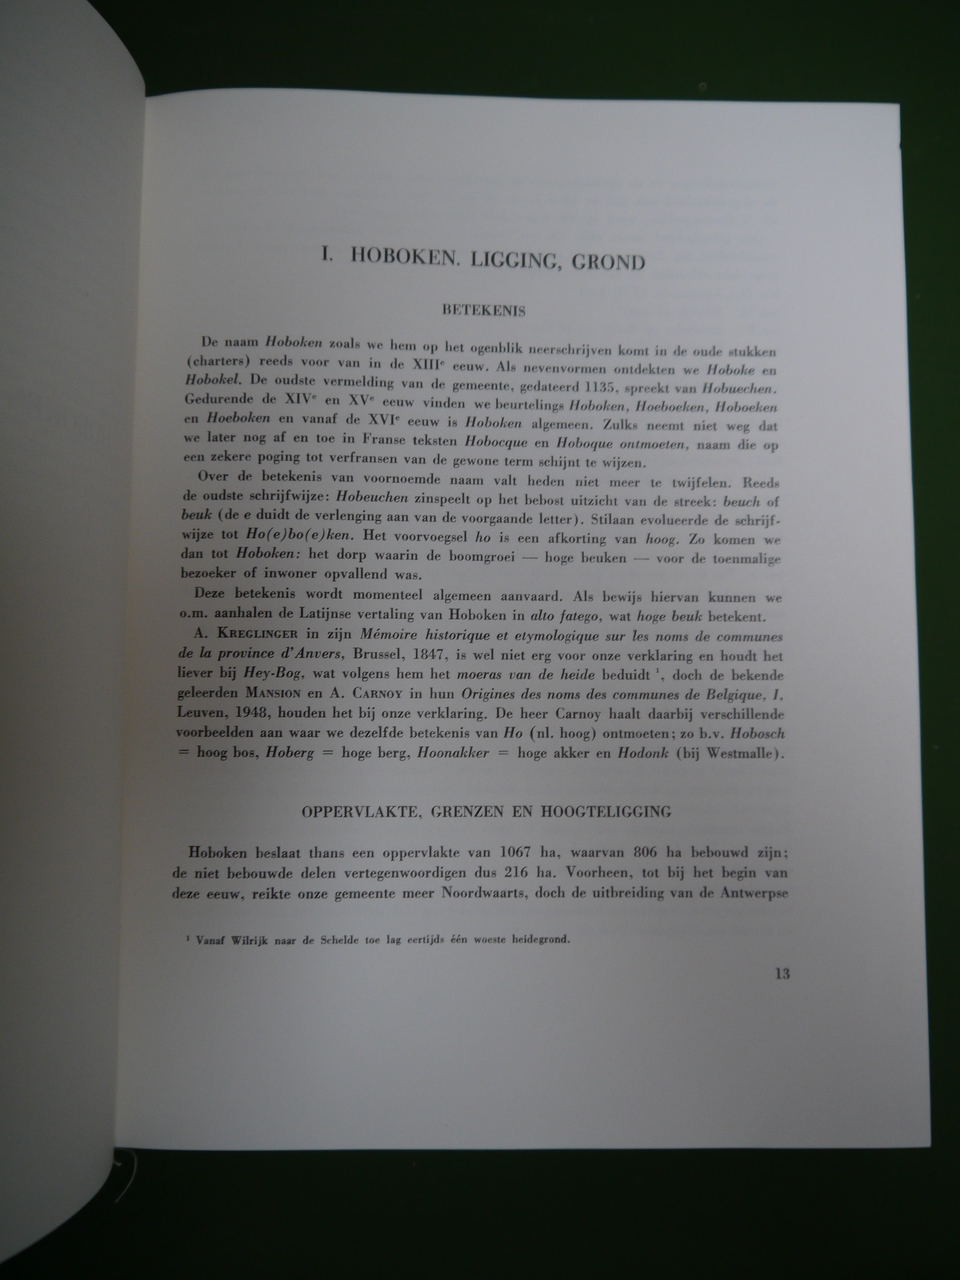 I. HOBOKEN. LIGGING, GROND
BETEKENIS
De naam Hoboken zoals we hem op het ogenblik neerschrijven komt in de oude stukken
(charters) reeds voor van in de XIIIe eeuw. Als nevenvormen ontdekten we Hoboke en
Hobokel. De oudste vermelding van de gemeente, gedateerd 1135, spreekt van Hobuechen.
Gedurende de XIVe en XVe eeuw vinden we beurtelings Hoboken, Hoeboeken, Hoboeken
en Hoeboken en vanaf de XVIe eeuw is Hoboken algemeen. Zulks neemt niet weg dat
we later nog af en toe in Franse teksten Hobocque en Hoboque ontmoeten, naam die op
een zekere poging tot verfransen van de gewone term schijnt te wijzen.
Over de betekenis van voornoemde naam valt heden niet meer te twijfelen. Reeds
de oudste schrijfwijze: Hobeuchen zinspeelt op het bebost uitzicht van de streek: beuch of
beuk (de e duidt de verlenging aan van de voorgaande letter). Stilaan evolueerde de schrijf-
wijze tot Ho(e)bo(e)ken. Het voorvoegsel ho is een afkorting van hoog. Zo komen we
dan tot Hoboken: het dorp waarin de boomgroei — hoge beuken — voor de toenmalige
bezoeker of inwoner opvallend was.
Deze betekenis wordt momenteel algemeen aanvaard. Als bewijs hiervan kunnen we
o.m. aanhalen de Latijnse vertaling van Hoboken in alto fatego, wat hoge beuk betekent.
A. KREGLINGER in zijn Mémoire historique et etymologique sur les noms de communes
de la province d'Anvers, Brussel, 1847, is wel niet erg voor onze verklaring en houdt het
liever bij Hey-Bog, wat volgens hem het moeras van de heide beduidt ¹, doch de bekende
geleerden MANSION en A. CARNOY in hun Origines des noms des communes de Belgique, I,
Leuven, 1948, houden het bij onze verklaring. De heer Carnoy haalt daarbij verschillende
voorbeelden aan waar we dezelfde betekenis van Ho (nl. hoog) ontmoeten; zo b.v. Hobosch
= hoog bos, Hoberg = hoge berg, Hoonakker = hoge akker en Hodonk (bij Westmalle).
OPPERVLAKTE, GRENZEN EN HOOGTELIGGING
Hoboken beslaat thans een oppervlakte van 1067 ha, waarvan 806 ha bebouwd zijn;
de niet bebouwde delen vertegenwoordigen dus 216 ha. Voorheen, tot bij het begin van
deze eeuw, reikte onze gemeente meer Noordwaarts, doch de uitbreiding van de Antwerpse
¹ Vanaf Wilrijk naar de Schelde toe lag eertijds één woeste heidegrond.
13